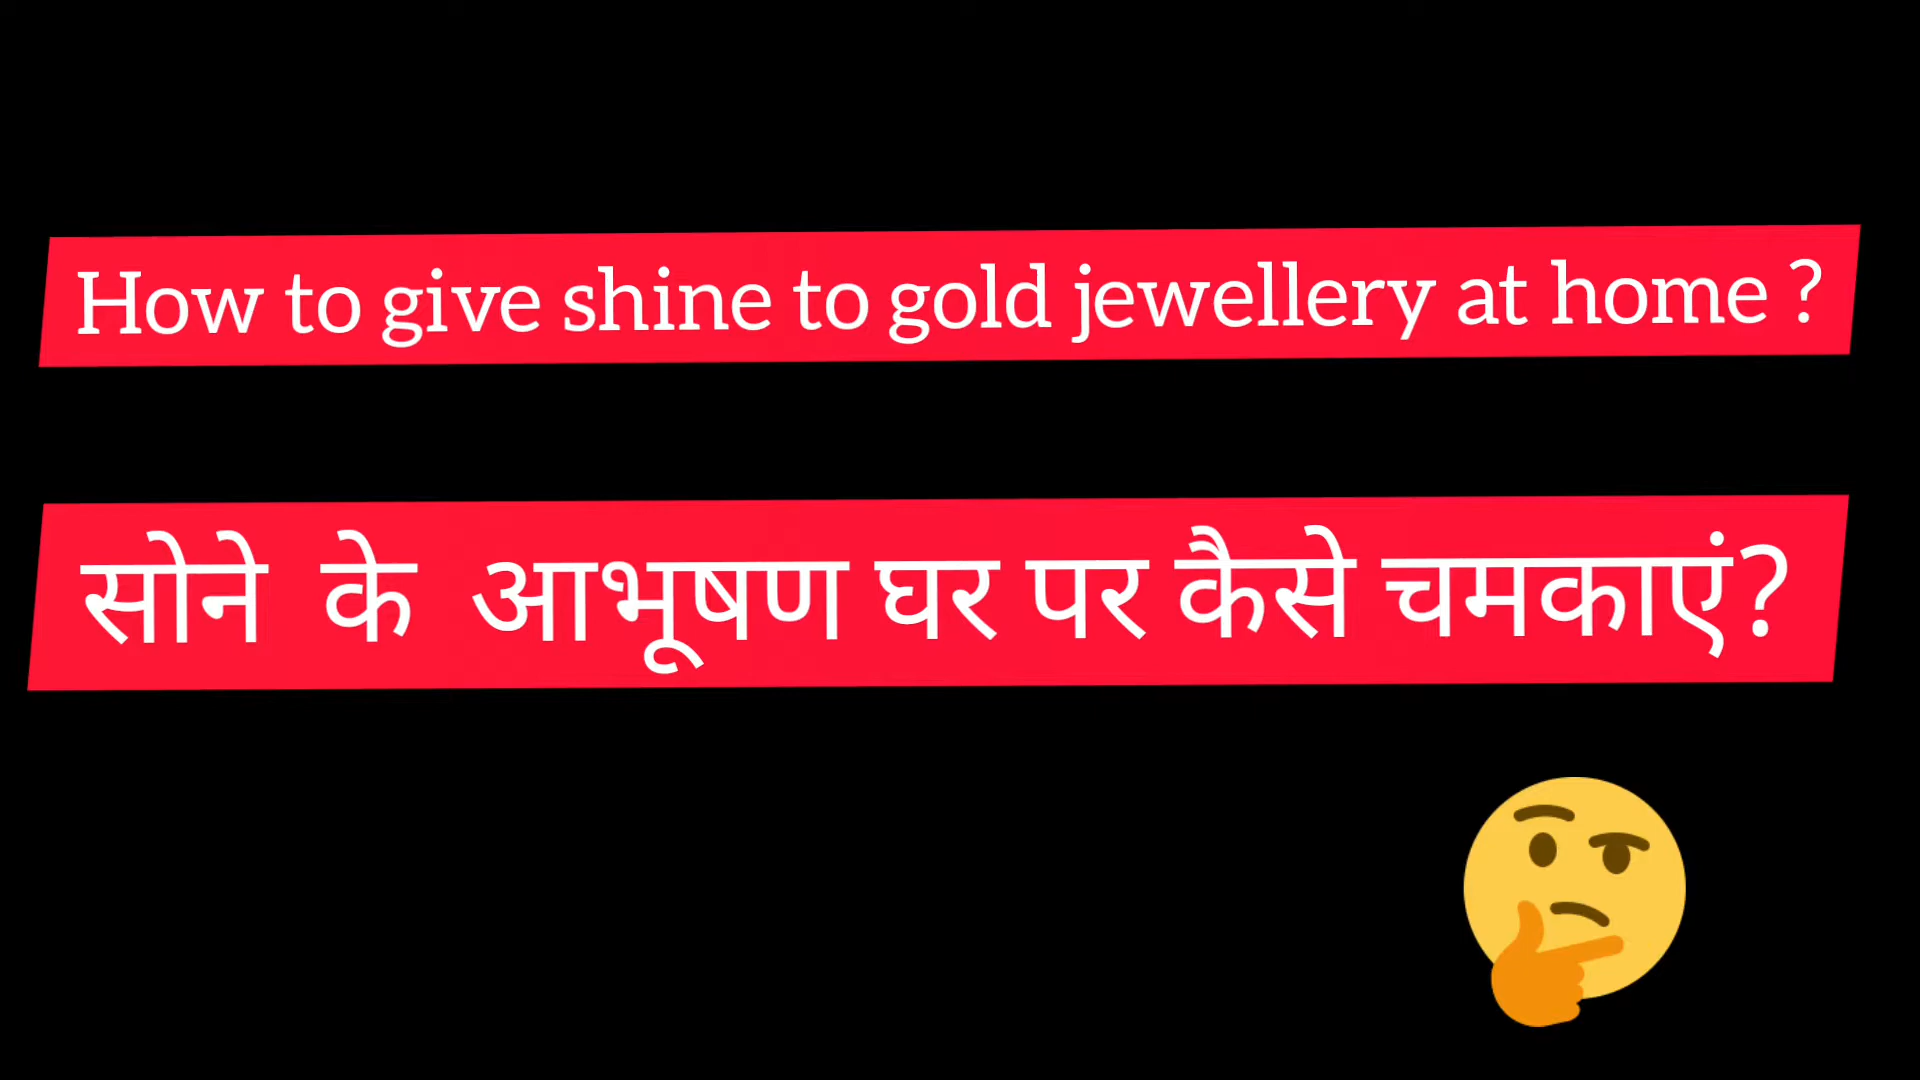 How to give shine to gold jewellery at home ?
सोने के आभूषण घर पर कैसे चमकाएं?